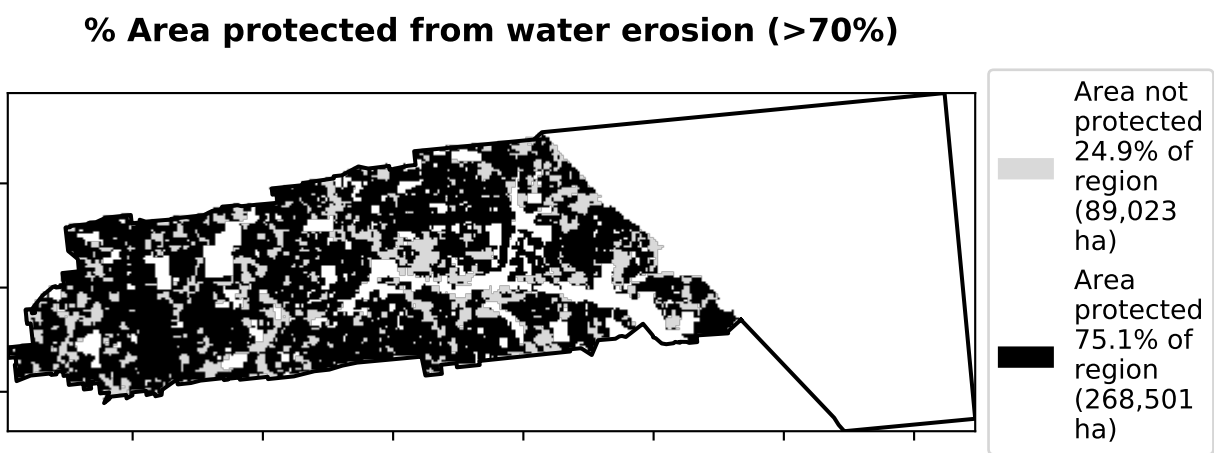 % Area protected from water erosion (>70%)
Area not
protected
24.9% of
region
(89,023
ha)
Area
protected
75.1% of
region
(268,501
ha)